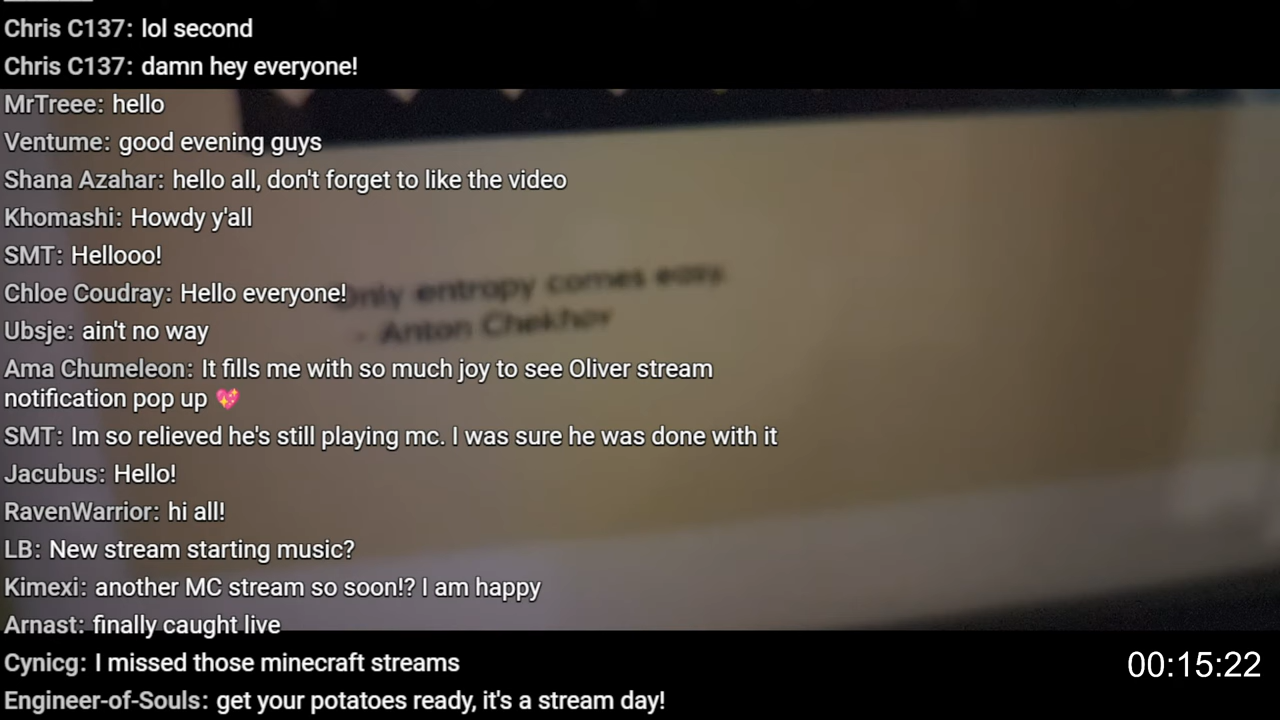 Chris C137: lol second
Chris C137: damn hey everyone!
MrTreee: hello
Ventume: good evening guys
Shana Azahar: hello all, don't forget to like the video
Khomashi: Howdy y'all
SMT: Hellooo!
Only entropy comes easy.
Chloe Coudray: Hello everyone!
- Anton Chekhov
Ubsje: ain't no way
Ama Chumeleon: It fills me with so much joy to see Oliver stream
notification pop up 💖
SMT: Im so relieved he's still playing mc. I was sure he was done with it
Jacubus: Hello!
RavenWarrior: hi all!
LB: New stream starting music?
Kimexi: another MC stream so soon!? I am happy
Arnast: finally caught live
Cynicg: I missed those minecraft streams
00:15:22
Engineer-of-Souls: get your potatoes ready, it's a stream day!